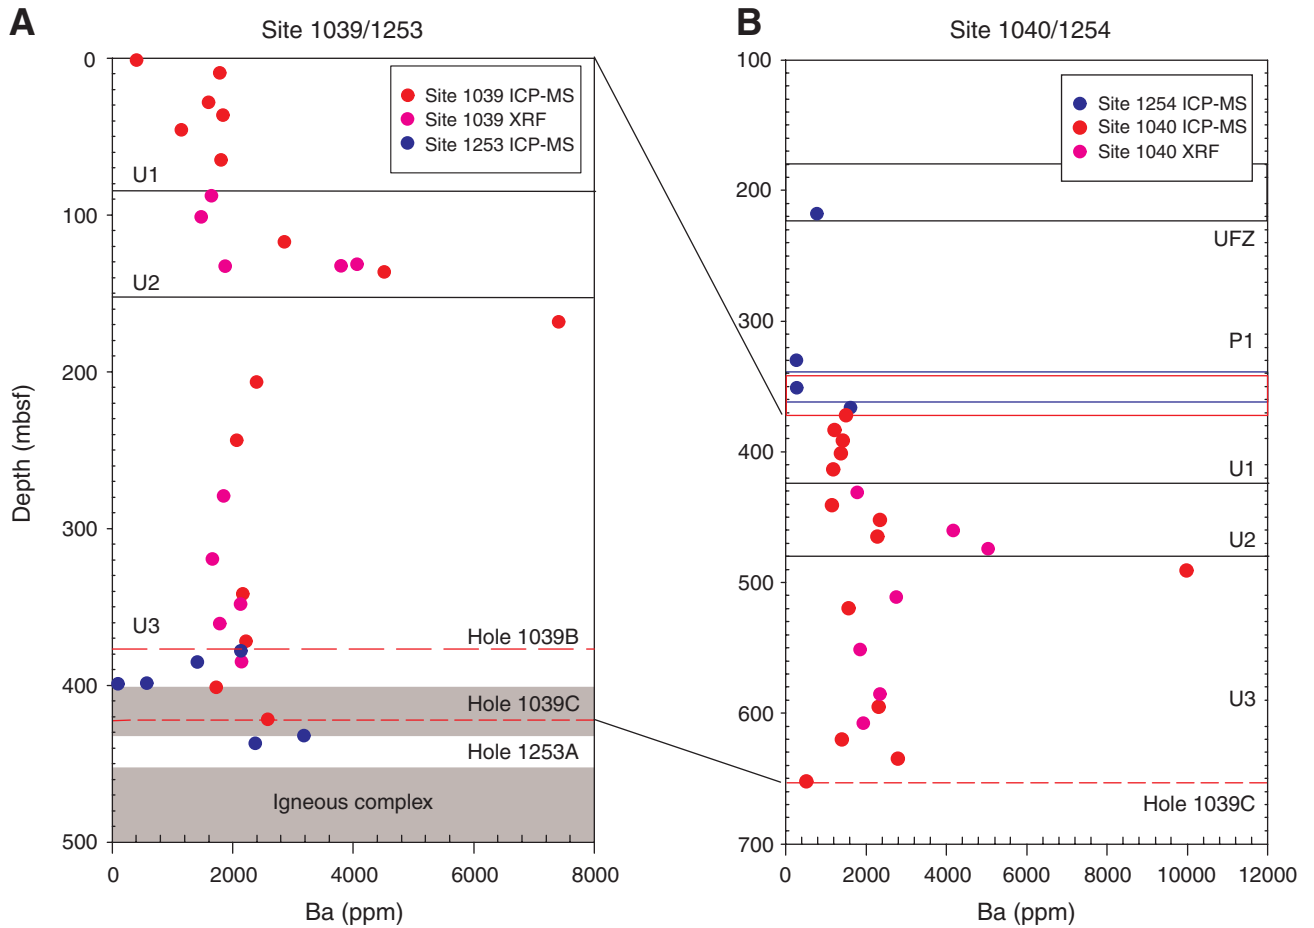 A
Site 1039/1253
Site 1039 ICP-MS
Site 1039 XRF
Site 1253 ICP-MS
U1
U2
U3
Hole 1039B
Hole 1039C
Hole 1253A
Igneous complex
0
100
200
300
400
500
Depth (mbsf)
0 2000 4000 6000 8000
Ba (ppm)
B
Site 1040/1254
Site 1254 ICP-MS
Site 1040 ICP-MS
Site 1040 XRF
UFZ
P1
U1
U2
U3
Hole 1039C
100
200
300
400
500
600
700
0 2000 4000 6000 8000 10000 12000
Ba (ppm)